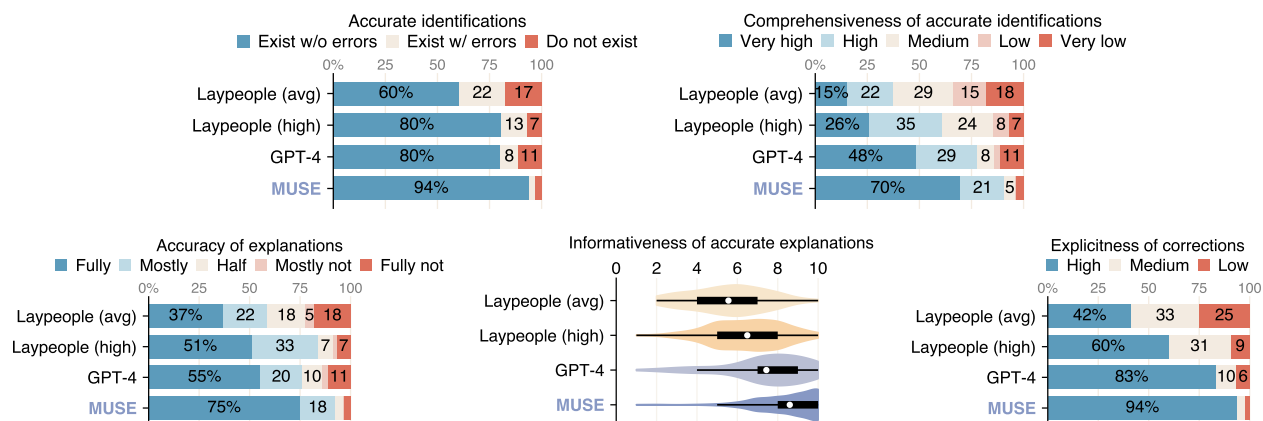 Accurate identifications
Exist w/o errors Exist w/ errors Do not exist
0% 25 50 75 100
Laypeople (avg) 60% 22 17
Laypeople (high) 80% 13 7
GPT-4 80% 8 11
MUSE 94%
Comprehensiveness of accurate identifications
Very high High Medium Low Very low
0% 25 50 75 100
Laypeople (avg) 15% 22 29 15 18
Laypeople (high) 26% 35 24 8 7
GPT-4 48% 29 8 11
MUSE 70% 21 5
Accuracy of explanations
Fully Mostly Half Mostly not Fully not
0% 25 50 75 100
Laypeople (avg) 37% 22 18 5 18
Laypeople (high) 51% 33 7 7
GPT-4 55% 20 10 11
MUSE 75% 18
Informativeness of accurate explanations
0 2 4 6 8 10
Laypeople (avg)
Laypeople (high)
GPT-4
MUSE
Explicitness of corrections
High Medium Low
0% 25 50 75 100
Laypeople (avg) 42% 33 25
Laypeople (high) 60% 31 9
GPT-4 83% 10 6
MUSE 94%